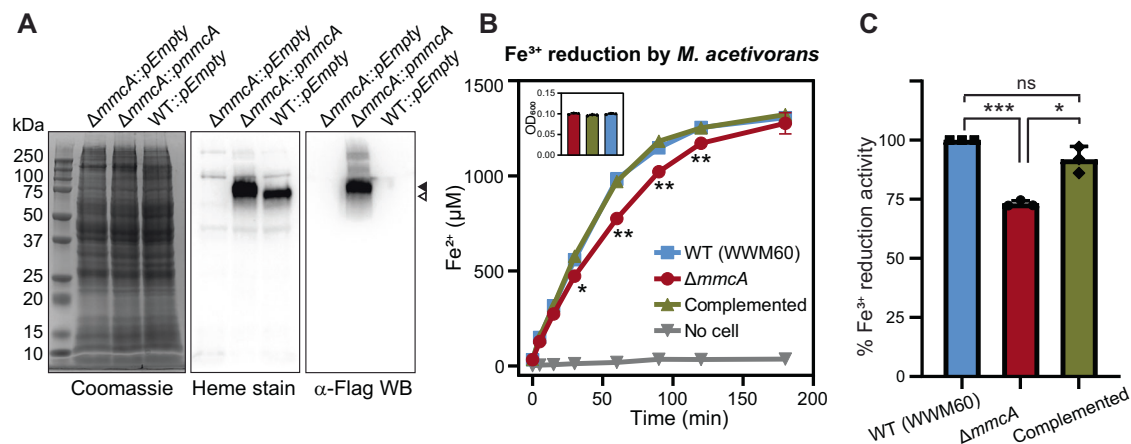 A
ΔmmcA::pEmpty
ΔmmcA::pmmcA
WT::pEmpty
ΔmmcA::pEmpty
ΔmmcA::pmmcA
WT::pEmpty
ΔmmcA::pEmpty
ΔmmcA::pmmcA
WT::pEmpty
kDa
250
100
75
50
37
25
20
15
10
Coomassie
Heme stain
α-Flag WB
B
Fe³⁺ reduction by M. acetivorans
1500
1000
500
0
Fe²⁺ (µM)
OD₆₀₀
0.15
0.10
0.05
0.00
*
**
**
**
**
WT (WWM60)
ΔmmcA
Complemented
No cell
0
50
100
150
200
Time (min)
C
ns
***
*
% Fe³⁺ reduction activity
125
100
75
50
25
0
WT (WWM60)
ΔmmcA
Complemented